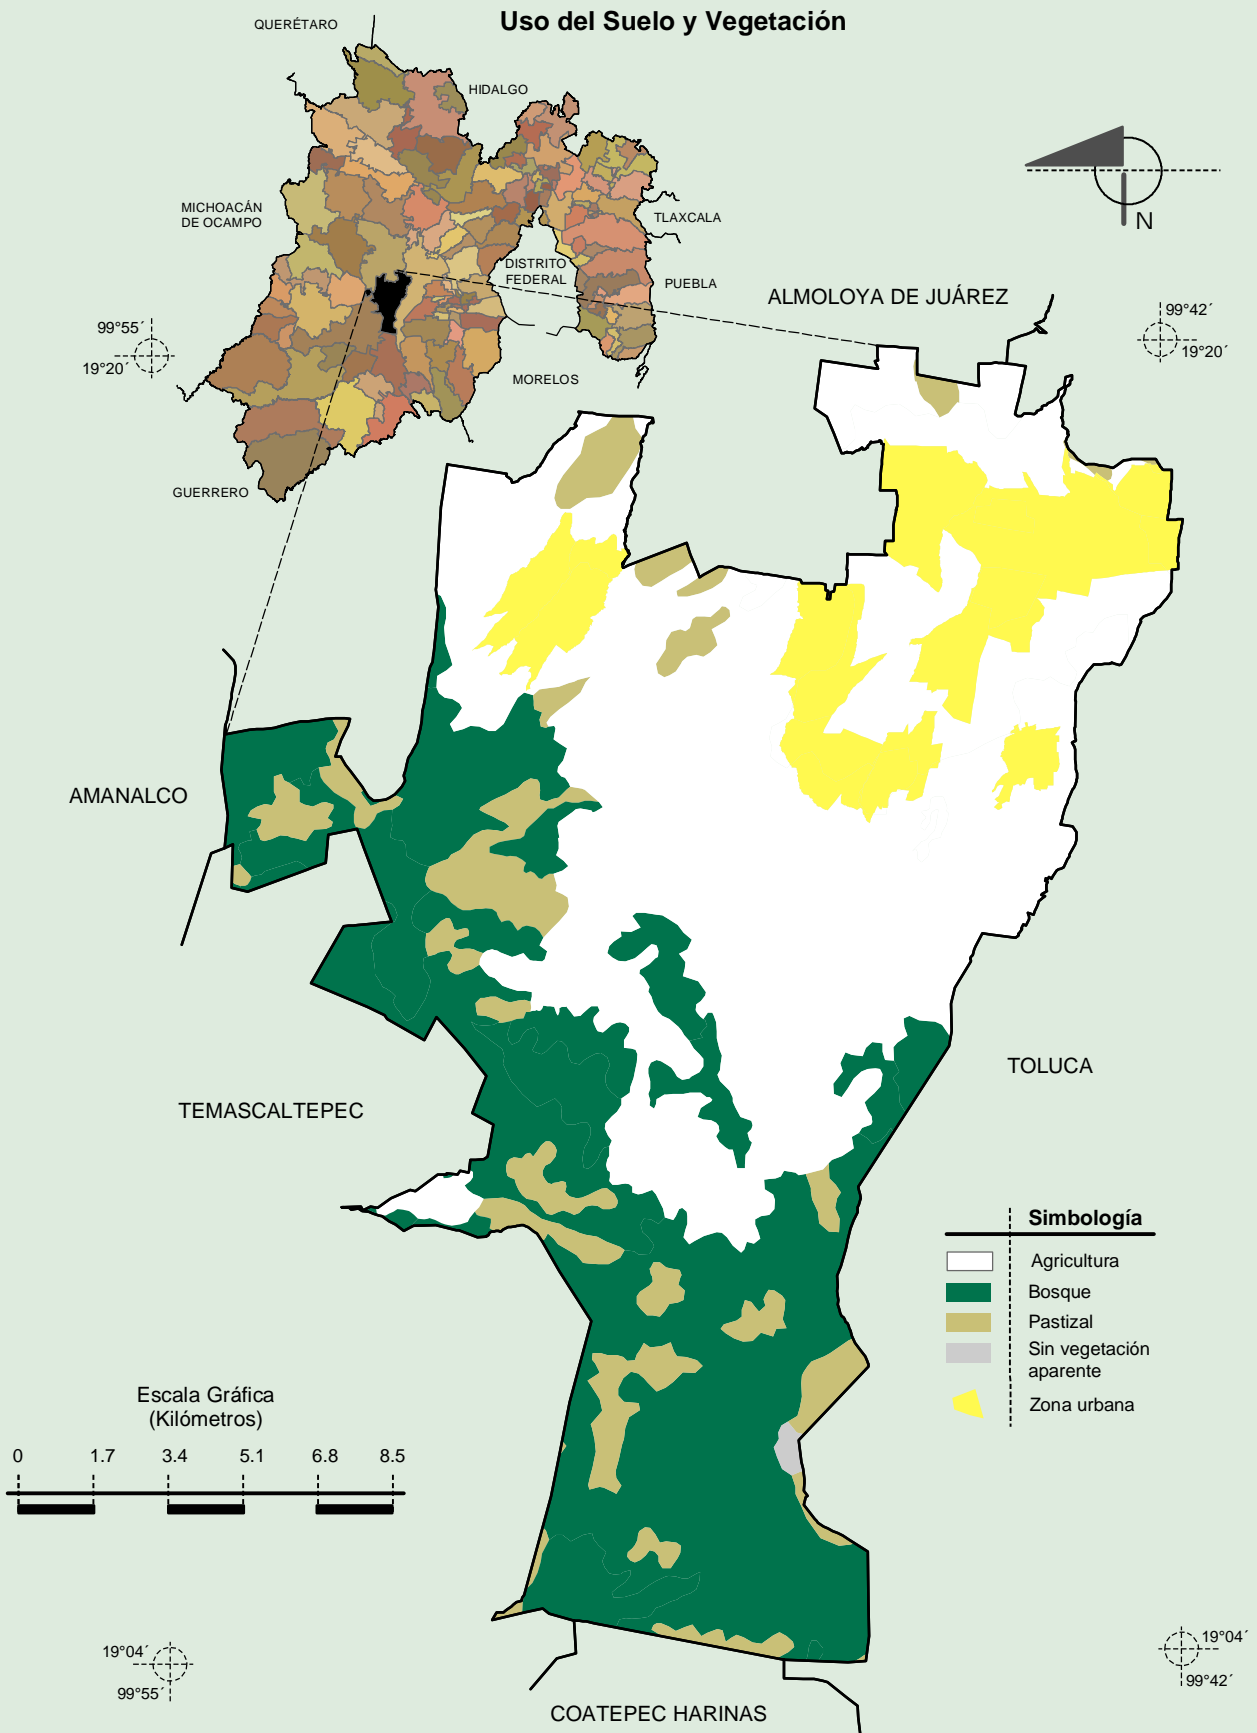 Uso del Suelo y Vegetación
QUERÉTARO
HIDALGO
MICHOACÁN
DE OCAMPO
TLAXCALA
DISTRITO
FEDERAL
PUEBLA
MORELOS
GUERRERO
N
ALMOLOYA DE JUÁREZ
99°55´
19°20´
99°42´
19°20´
AMANALCO
TEMASCALTEPEC
TOLUCA
Simbología
Agricultura
Bosque
Pastizal
Sin vegetación
aparente
Zona urbana
Escala Gráfica
(Kilómetros)
0 1.7 3.4 5.1 6.8 8.5
19°04´
99°55´
19°04´
99°42´
COATEPEC HARINAS